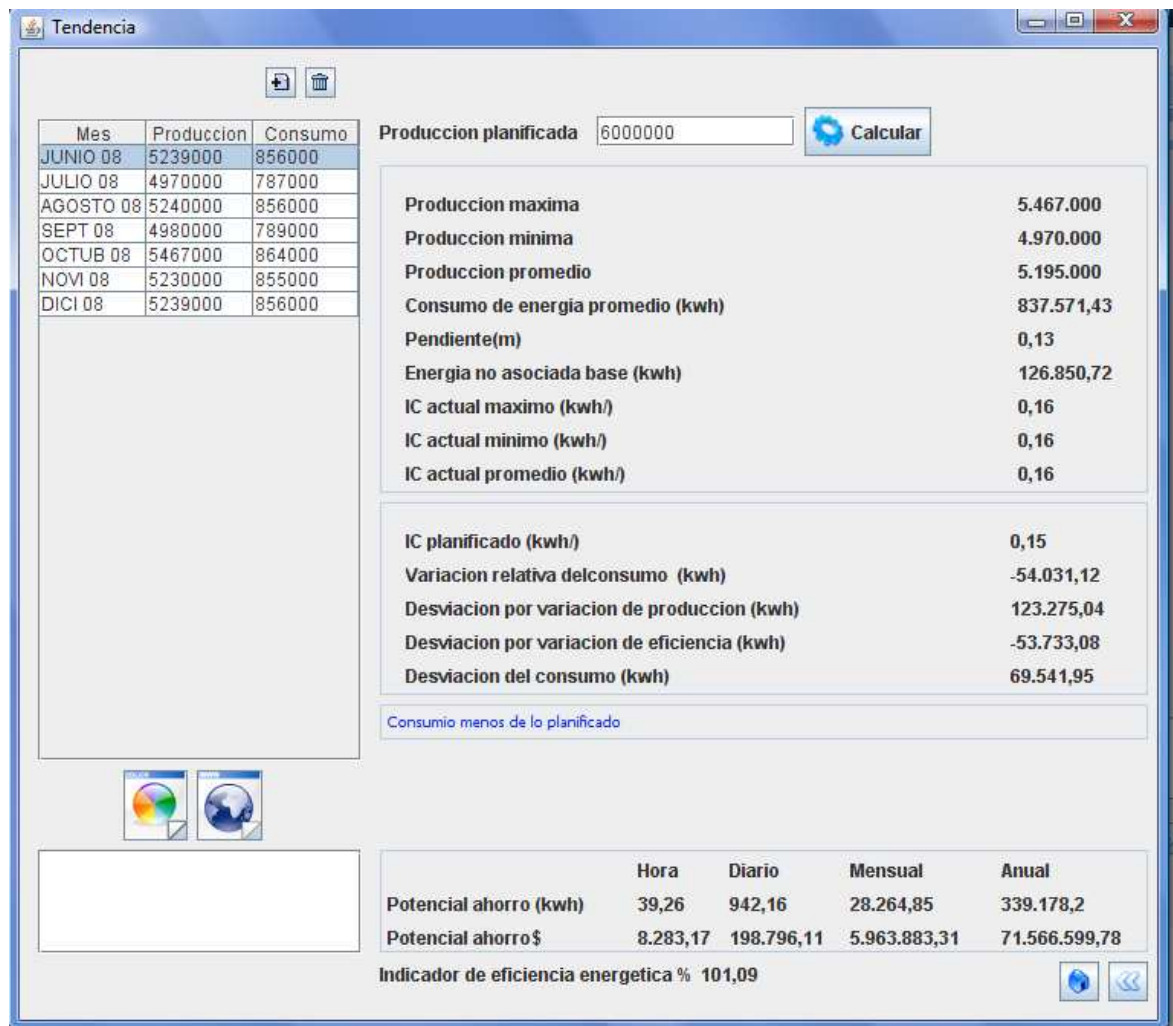 Tendencia
Mes Produccion Consumo
JUNIO 08 5239000 856000
JULIO 08 4970000 787000
AGOSTO 08 5240000 856000
SEPT 08 4980000 789000
OCTUB 08 5467000 864000
NOVI 08 5230000 855000
DICI 08 5239000 856000
Produccion planificada 6000000 Calcular
Produccion maxima 5.467.000
Produccion minima 4.970.000
Produccion promedio 5.195.000
Consumo de energia promedio (kwh) 837.571,43
Pendiente(m) 0,13
Energia no asociada base (kwh) 126.850,72
IC actual maximo (kwh/) 0,16
IC actual minimo (kwh/) 0,16
IC actual promedio (kwh/) 0,16
IC planificado (kwh/) 0,15
Variacion relativa delconsumo (kwh) -54.031,12
Desviacion por variacion de produccion (kwh) 123.275,04
Desviacion por variacion de eficiencia (kwh) -53.733,08
Desviacion del consumo (kwh) 69.541,95
Consumio menos de lo planificado
Hora Diario Mensual Anual
Potencial ahorro (kwh) 39,26 942,16 28.264,85 339.178,2
Potencial ahorro $ 8.283,17 198.796,11 5.963.883,31 71.566.599,78
Indicador de eficiencia energetica % 101,09